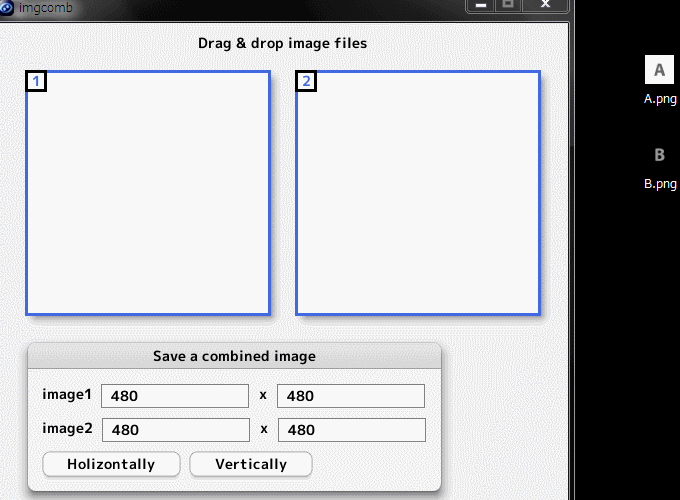 imgcomb
Drag & drop image files
1
2
A
A.png
B
B.png
Save a combined image
image1 480 x 480
image2 480 x 480
Holizontally Vertically